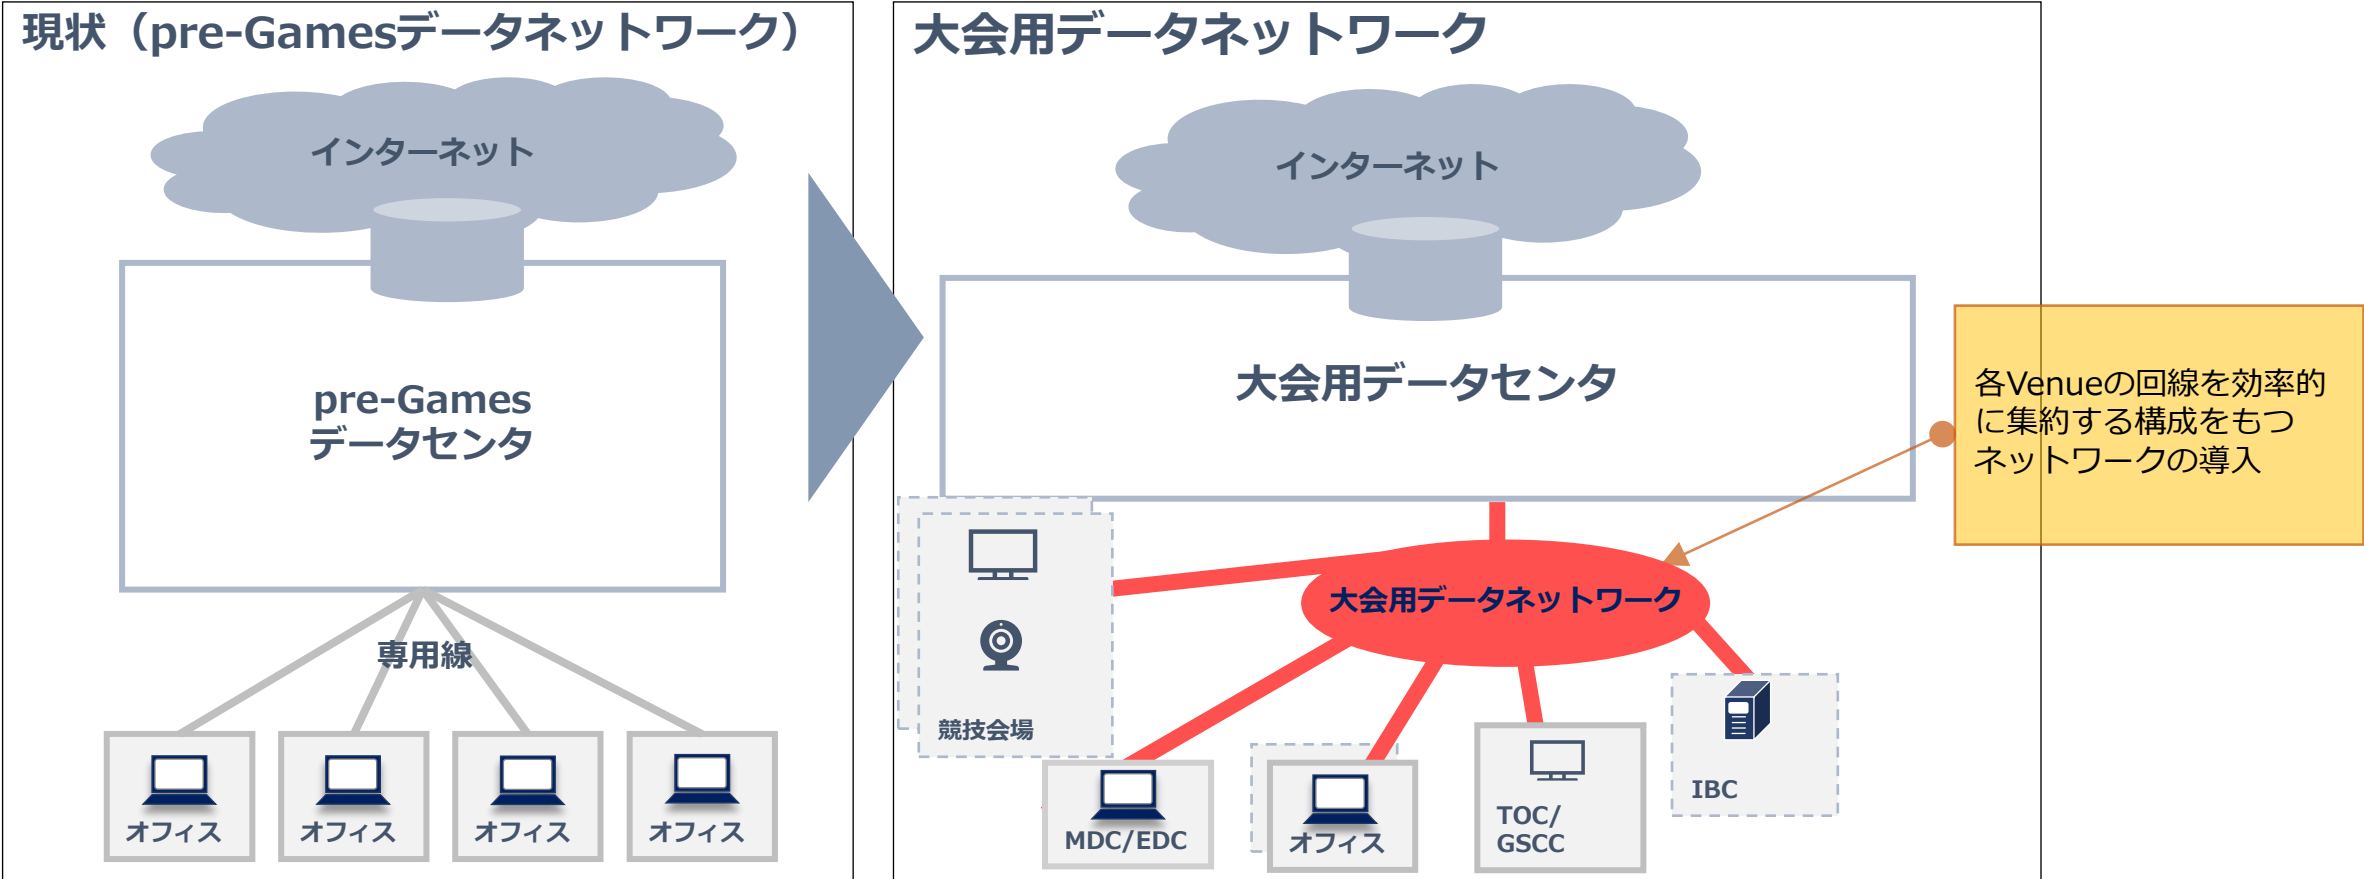 現状（pre-Gamesデータネットワーク）
インターネット
pre-Games
データセンタ
専用線
オフィス
オフィス
オフィス
オフィス
大会用データネットワーク
インターネット
大会用データセンタ
各Venueの回線を効率的
に集約する構成をもつ
ネットワークの導入
大会用データネットワーク
競技会場
MDC/EDC
オフィス
TOC/
GSCC
IBC